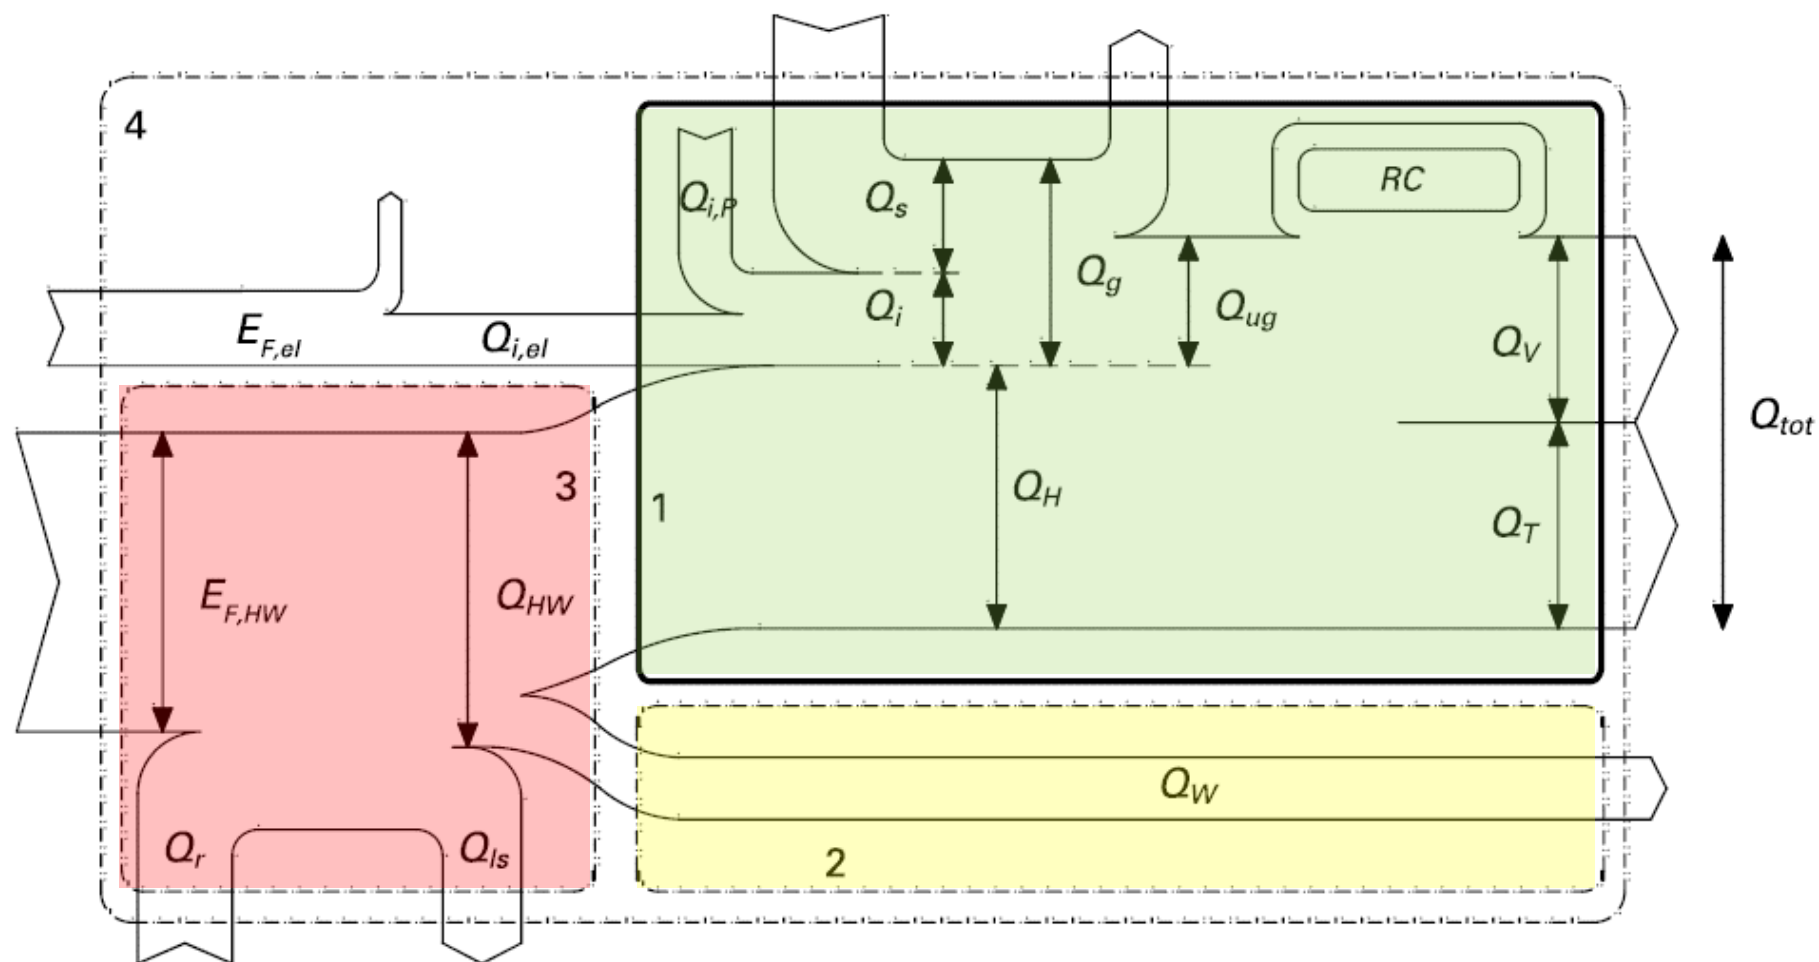 4
RC
Q_{i,P}
Q_s
Q_g
Q_i
Q_{ug}
E_{F,el}
Q_{i,el}
Q_V
Q_{tot}
3
1
Q_H
Q_T
E_{F,HW}
Q_{HW}
Q_W
Q_r
Q_{ls}
2